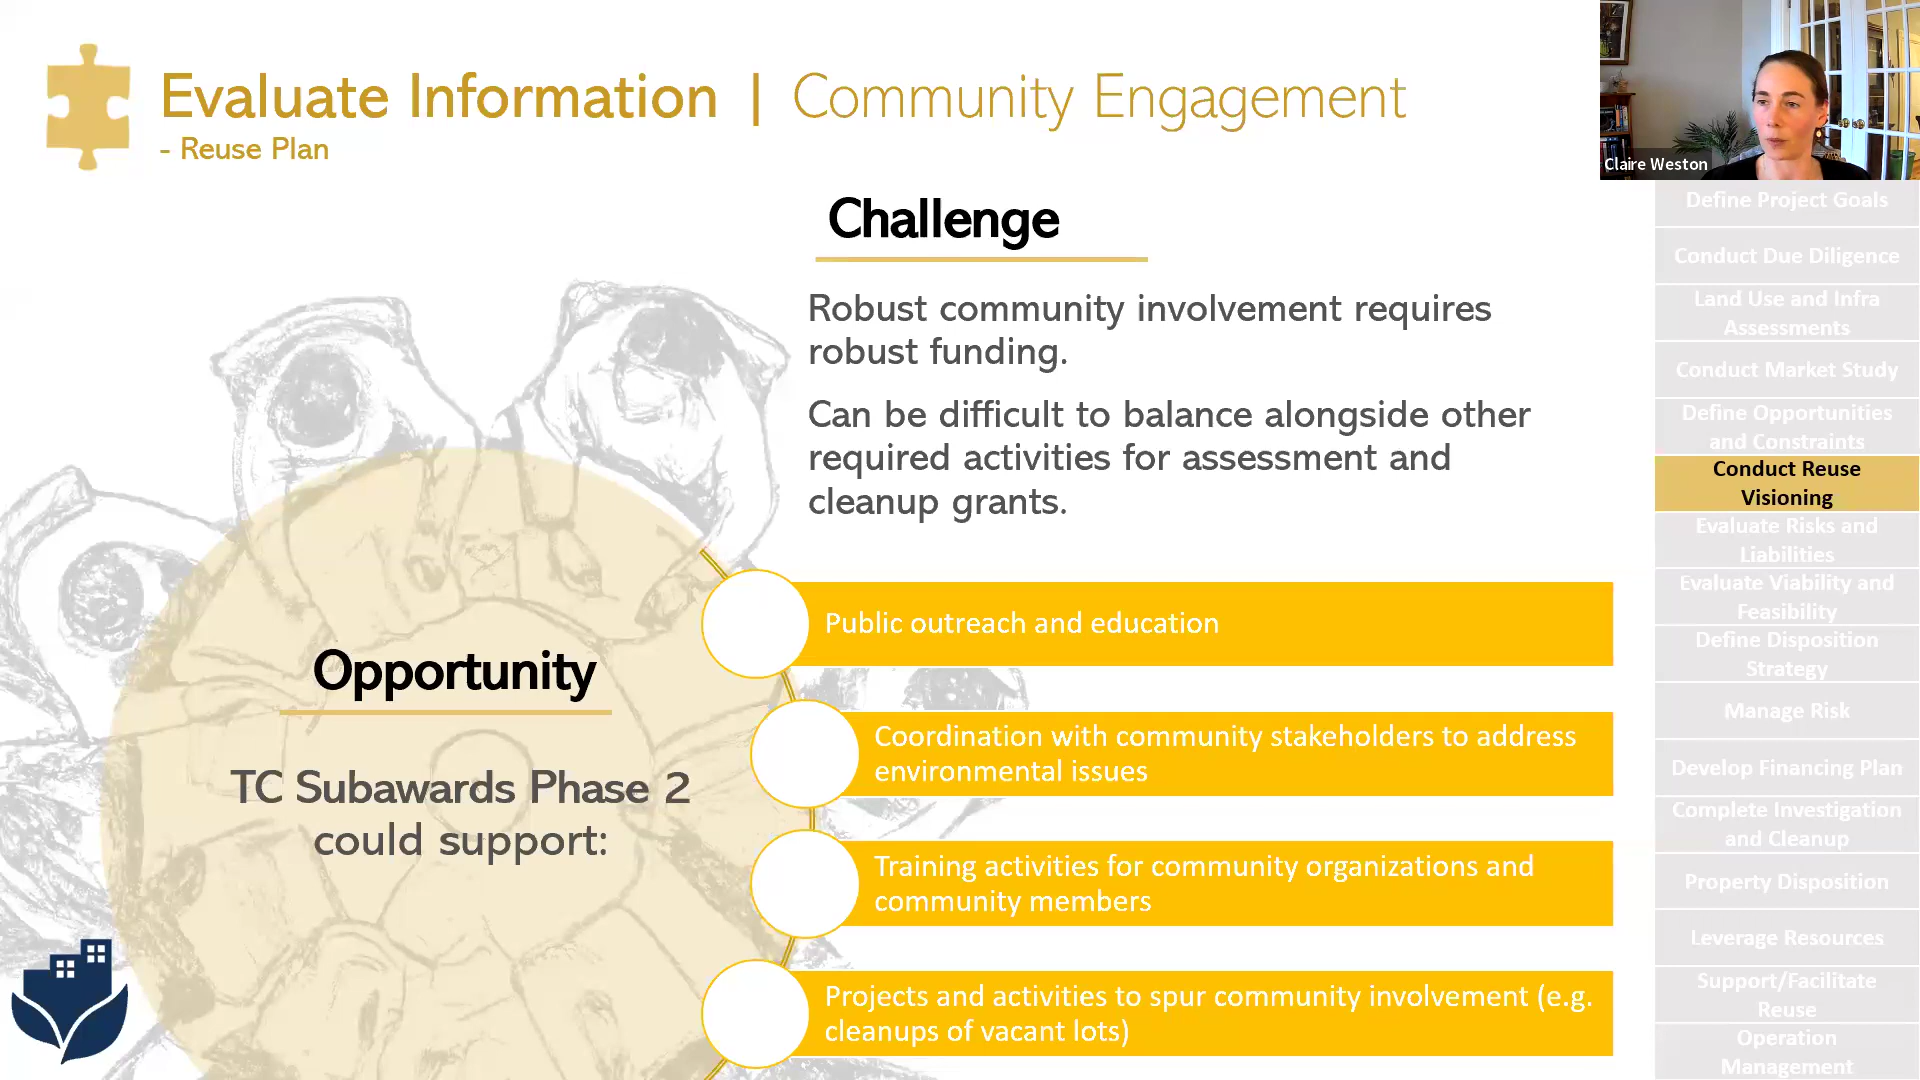 Evaluate Information | Community Engagement
- Reuse Plan
Claire Weston
Challenge
Robust community involvement requires
robust funding.
Can be difficult to balance alongside other
required activities for assessment and
cleanup grants.
Opportunity
TC Subawards Phase 2
could support:
Public outreach and education
Coordination with community stakeholders to address
environmental issues
Training activities for community organizations and
community members
Projects and activities to spur community involvement (e.g.
cleanups of vacant lots)
Define Project Goals
Conduct Due Diligence
Land Use and Infra
Assessments
Conduct Market Study
Define Opportunities
and Constraints
Conduct Reuse
Visioning
Evaluate Risks and
Liabilities
Evaluate Viability and
Feasibility
Define Disposition
Strategy
Manage Risk
Develop Financing Plan
Complete Investigation
and Cleanup
Property Disposition
Leverage Resources
Support/Facilitate
Reuse
Operation
Management